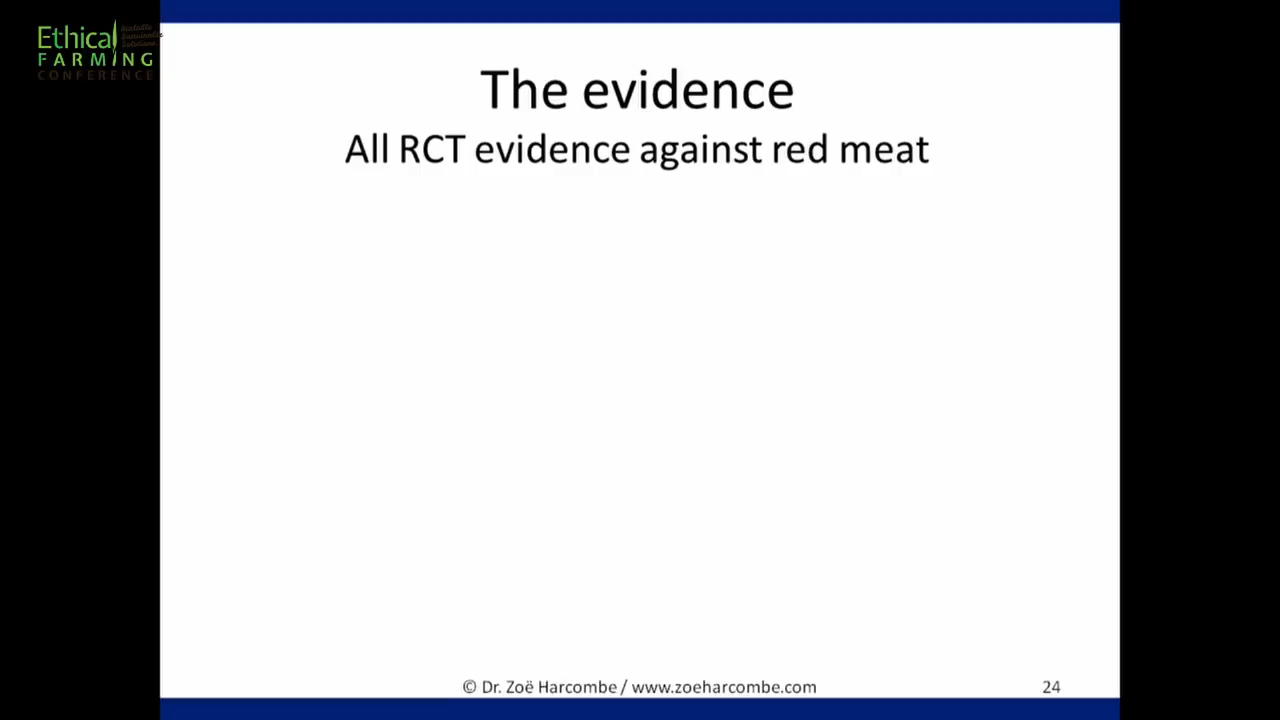 Ethical
FARMING
CONFERENCE
The evidence
All RCT evidence against red meat
© Dr. Zoë Harcombe / www.zoeharcombe.com
24